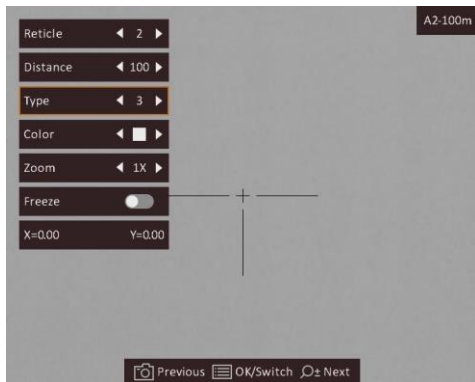 A2-100m
Reticle 2
Distance 100
Type 3
Color
Zoom 1X
Freeze
X=0.00 Y=0.00
Previous OK/Switch Next